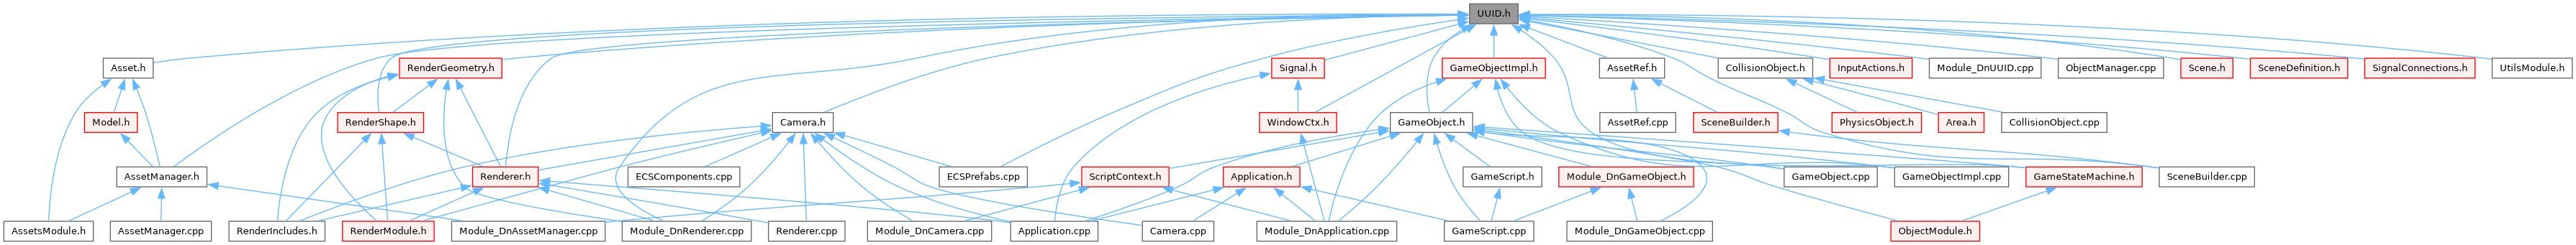 UUID.h
Asset.h
RenderGeometry.h
Signal.h
GameObjectImpl.h
AssetRef.h
CollisionObject.h
InputActions.h
Module_DnUUID.cpp
ObjectManager.cpp
Scene.h
SceneDefinition.h
SignalConnections.h
UtilsModule.h
Model.h
RenderShape.h
Camera.h
WindowCtx.h
GameObject.h
AssetRef.cpp
SceneBuilder.h
PhysicsObject.h
Area.h
CollisionObject.cpp
AssetManager.h
Renderer.h
ECSComponents.cpp
ECSPrefabs.cpp
ScriptContext.h
Application.h
GameScript.h
Module_DnGameObject.h
GameObject.cpp
GameObjectImpl.cpp
GameStateMachine.h
SceneBuilder.cpp
AssetsModule.h
AssetManager.cpp
RenderIncludes.h
RenderModule.h
Module_DnAssetManager.cpp
Module_DnRenderer.cpp
Renderer.cpp
Module_DnCamera.cpp
Application.cpp
Camera.cpp
Module_DnApplication.cpp
GameScript.cpp
Module_DnGameObject.cpp
ObjectModule.h